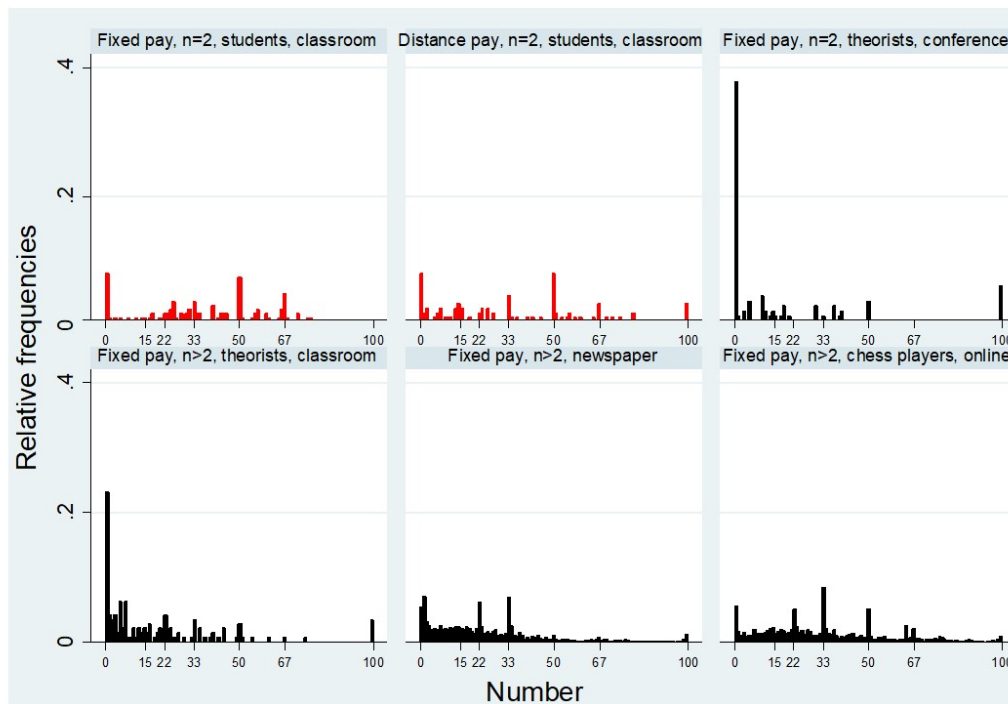 Fixed pay, n=2, students, classroom
Distance pay, n=2, students, classroom
Fixed pay, n=2, theorists, conference
.4
.2
0
0 15 22 33 50 67 100
0 15 22 33 50 67 100
0 15 22 33 50 67 100
Relative frequencies
Fixed pay, n>2, theorists, classroom
Fixed pay, n>2, newspaper
Fixed pay, n>2, chess players, online
.4
.2
0
0 15 22 33 50 67 100
0 15 22 33 50 67 100
0 15 22 33 50 67 100
Number